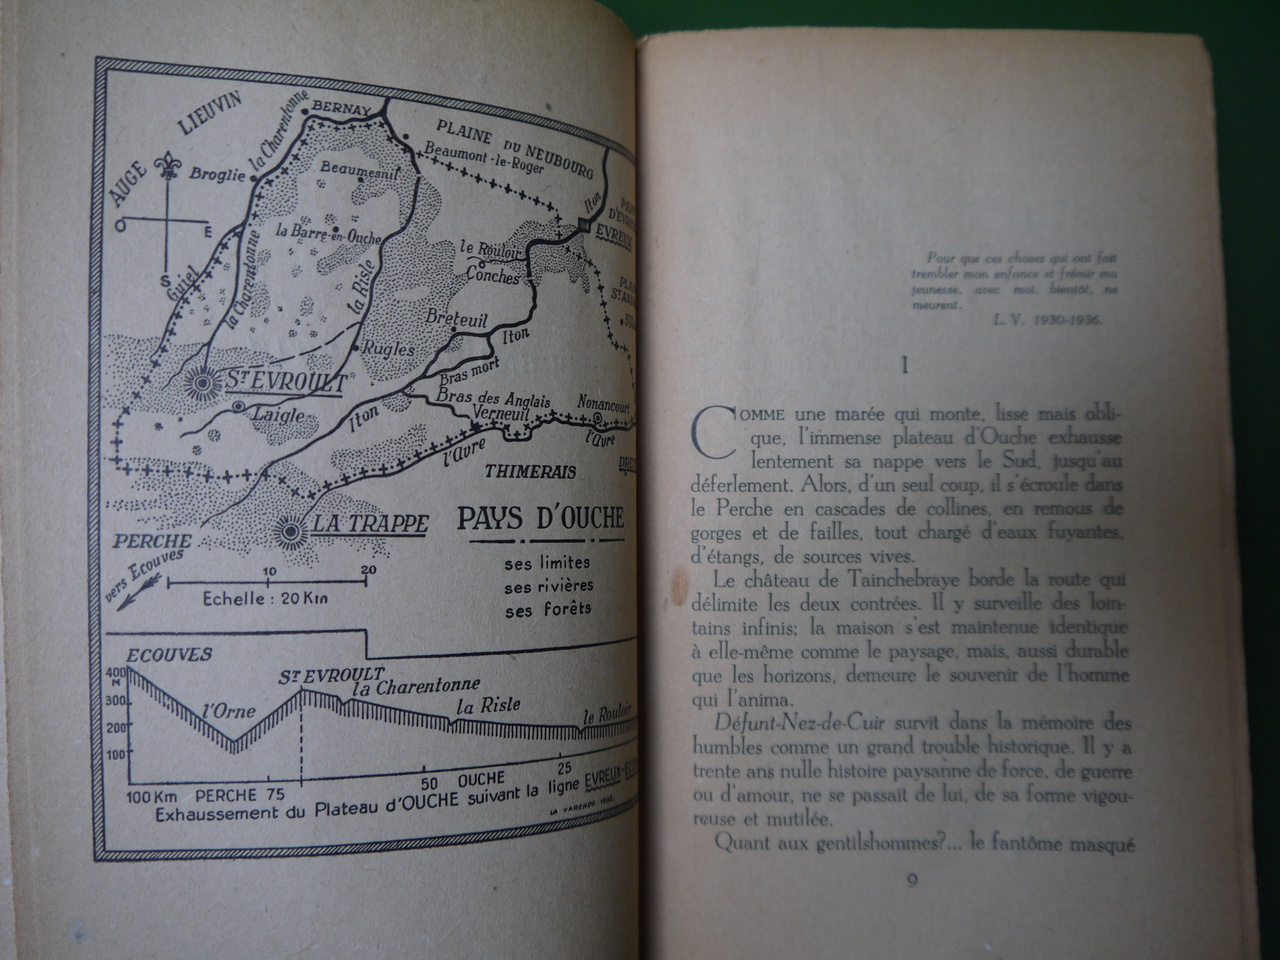 LIEUVIN
AUGE
la Charentonne
BERNAY
PLAINE DU NEUBOURG
Beaumont-le-Roger
Broglie
Beaumesnil
O
E
S
Guiel
la Charentonne
la Barre-en-Ouche
la Risle
le Rouloir
Conches
Iton
EVREUX
Breteuil
Iton
Rugles
Bras mort
ST EVROULT
Laigle
Iton
Bras des Anglais
Verneuil
Nonancourt
l'Avre
l'Avre
THIMERAIS
LA TRAPPE
PERCHE
vers Ecouves
PAYS D'OUCHE
ses limites
ses rivières
ses forêts
10 20
Echelle : 20 Km
ECOUVES
ST EVROULT
la Charentonne
la Risle
le Rouloir
l'Orne
400
M
300
200
100
100 Km PERCHE 75 50 OUCHE 25
Exhaussement du Plateau d'OUCHE suivant la ligne
LA VARENDE
Pour que ces choses qui ont fait
trembler mon enfance et frémir ma
jeunesse, avec moi, bientôt, ne
meurent.
L. V. 1930-1936.
I
COMME une marée qui monte, lisse mais obli-
que, l'immense plateau d'Ouche exhausse
lentement sa nappe vers le Sud, jusqu'au
déferlement. Alors, d'un seul coup, il s'écroule dans
le Perche en cascades de collines, en remous de
gorges et de failles, tout chargé d'eaux fuyantes,
d'étangs, de sources vives.
Le château de Tainchebraye borde la route qui
délimite les deux contrées. Il y surveille des loin-
tains infinis; la maison s'est maintenue identique
à elle-même comme le paysage, mais, aussi durable
que les horizons, demeure le souvenir de l'homme
qui l'anima.
Défunt-Nez-de-Cuir survit dans la mémoire des
humbles comme un grand trouble historique. Il y a
trente ans nulle histoire paysanne de force, de guerre
ou d'amour, ne se passait de lui, de sa forme vigou-
reuse et mutilée.
Quant aux gentilshommes?... le fantôme masqué
9